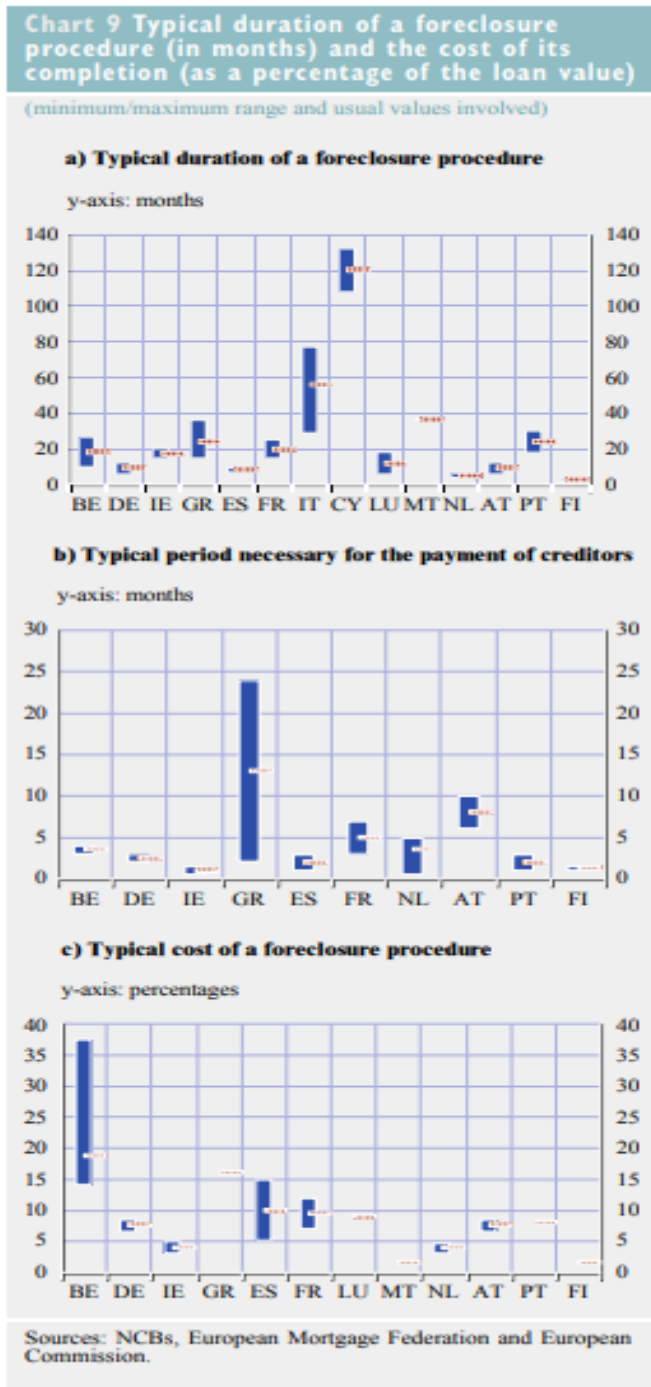 Chart 9 Typical duration of a foreclosure
procedure (in months) and the cost of its
completion (as a percentage of the loan value)
(minimum/maximum range and usual values involved)
a) Typical duration of a foreclosure procedure
y-axis: months
140 140
120 120
100 100
80 80
60 60
40 40
20 20
0 0
BE DE IE GR ES FR IT CY LU MT NL AT PT FI
b) Typical period necessary for the payment of creditors
y-axis: months
30 30
25 25
20 20
15 15
10 10
5 5
0 0
BE DE IE GR ES FR NL AT PT FI
c) Typical cost of a foreclosure procedure
y-axis: percentages
40 40
35 35
30 30
25 25
20 20
15 15
10 10
5 5
0 0
BE DE IE GR ES FR LU MT NL AT PT FI
Sources: NCBs, European Mortgage Federation and European
Commission.